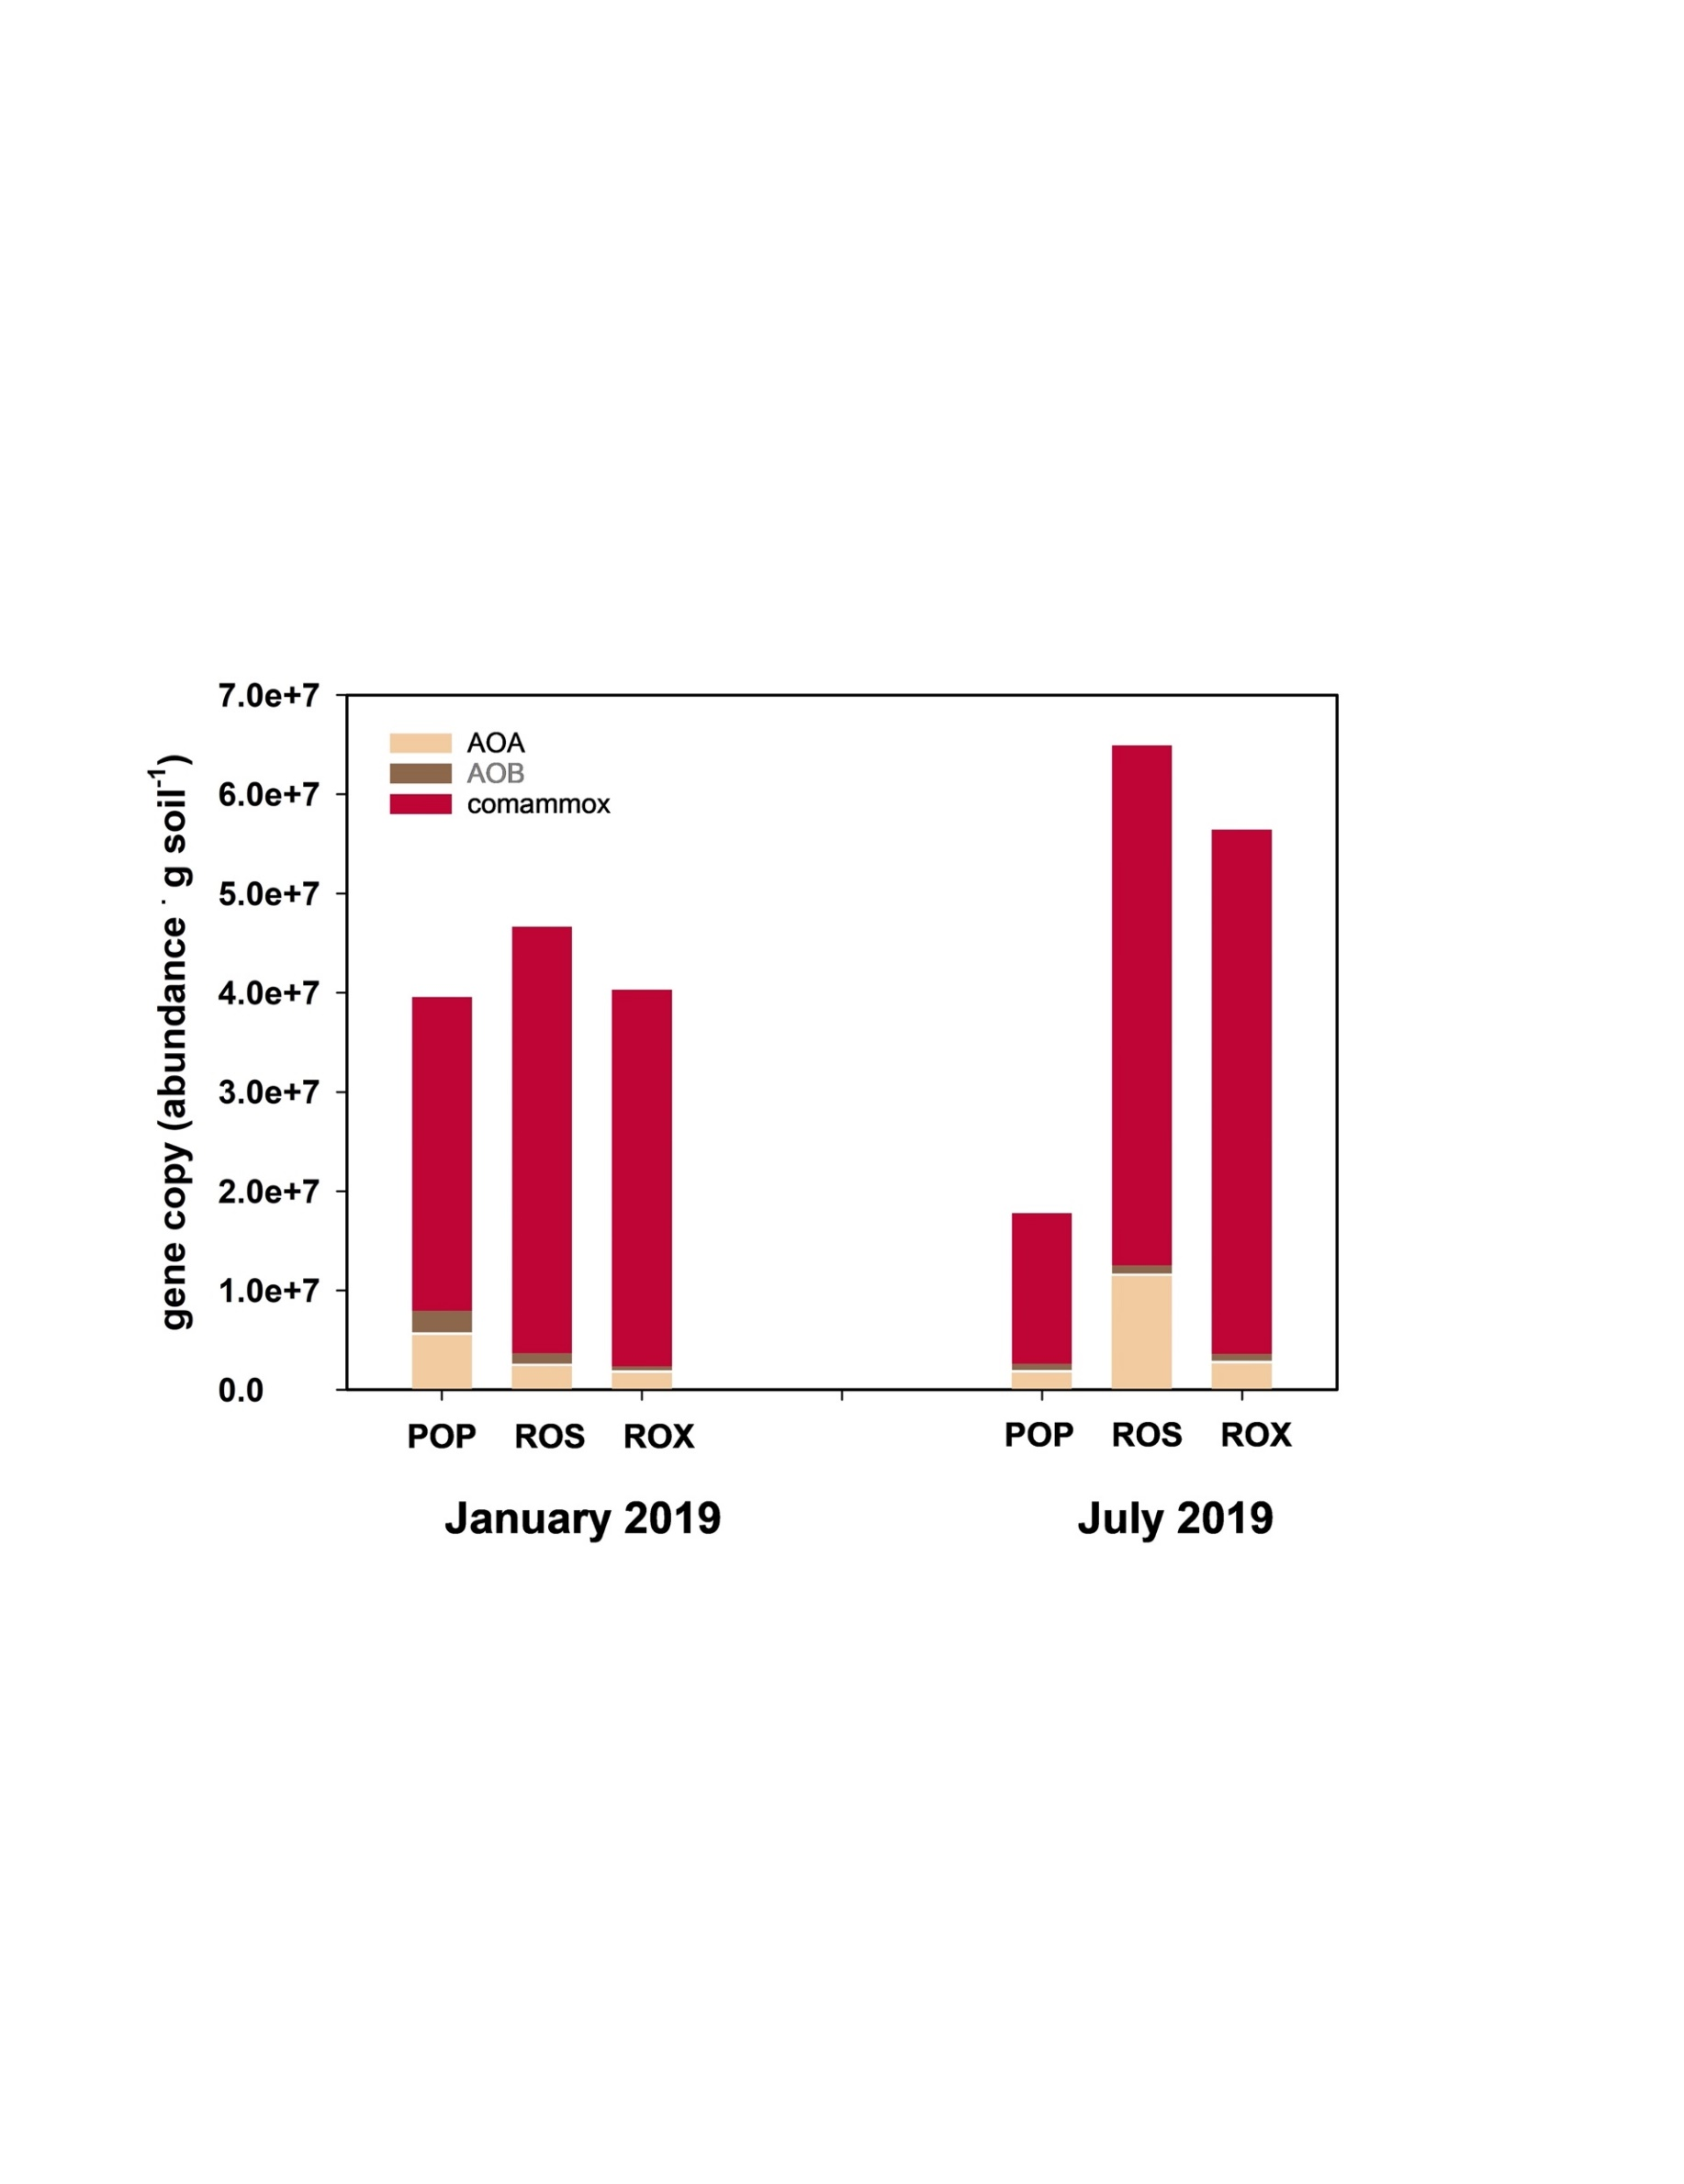 7.0e+7
6.0e+7
5.0e+7
4.0e+7
3.0e+7
2.0e+7
1.0e+7
0.0
gene copy (abundance ˙ g soil-1)
AOA
AOB
comammox
POP ROS ROX
POP ROS ROX
January 2019
July 2019